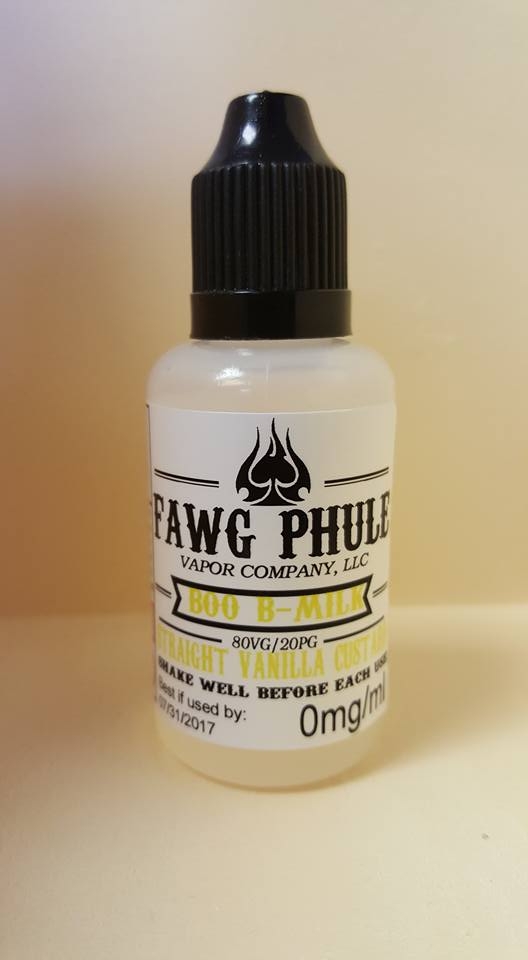 FAWG PHULE
VAPOR COMPANY, LLC
BOO B-MILK
80VG/20PG
STRAIGHT VANILLA CUSTARD
SHAKE WELL BEFORE EACH USE
Best if used by:
07/31/2017
0mg/ml